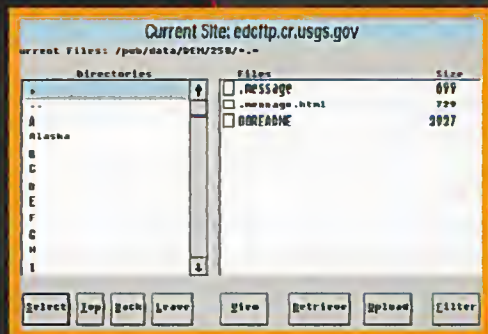 Current Site: edcftp.cr.usgs.gov
urrent Files: /pub/data/DEM/250/*.*
Directories
Files Size
.
.message 699
..
.message.html 729
A
00README 3937
Alaska
B
C
D
E
F
G
H
I
Select Top Back Leave View Retrieve Upload Filter